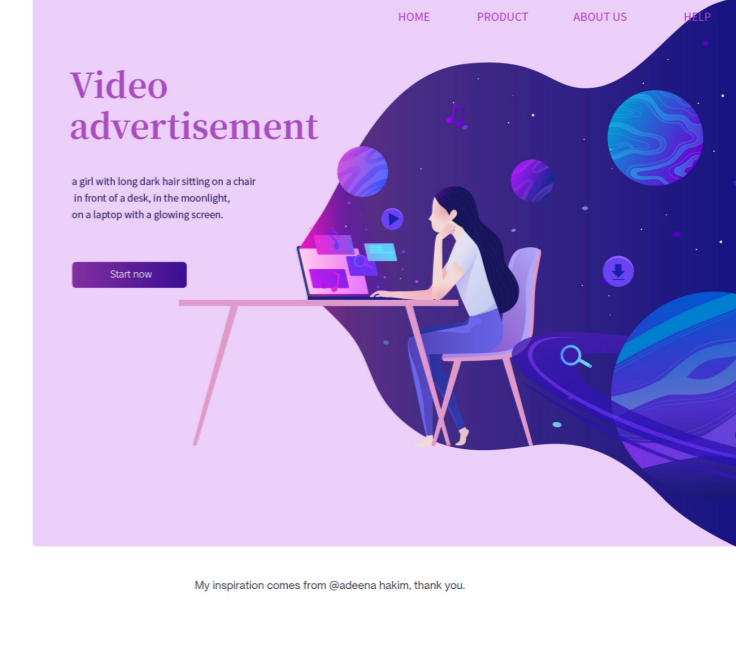 HOME PRODUCT ABOUT US HELP
Video
advertisement
a girl with long dark hair sitting on a chair
in front of a desk, in the moonlight,
on a laptop with a glowing screen.
Start now
My inspiration comes from @adeena hakim, thank you.